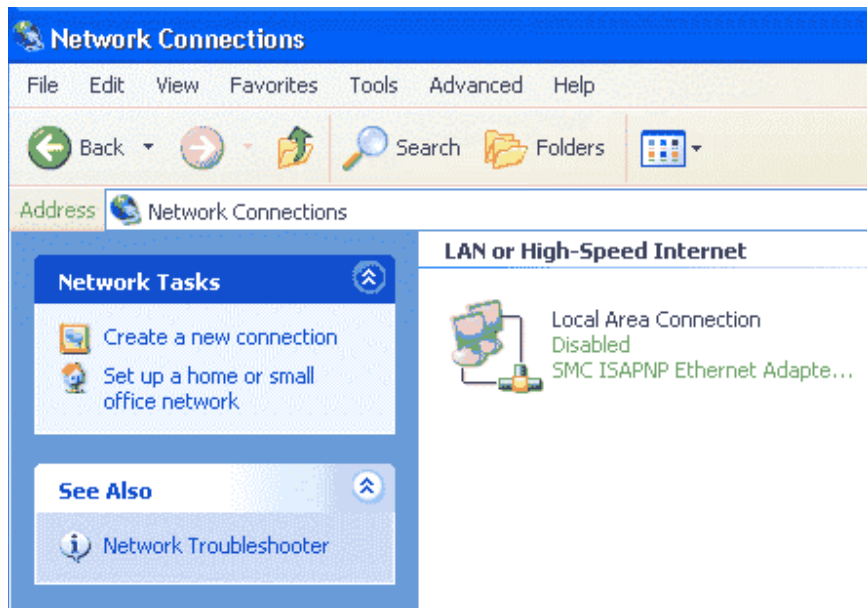 Network Connections
File Edit View Favorites Tools Advanced Help
Back Search Folders
Address Network Connections
Network Tasks
Create a new connection
Set up a home or small
office network
See Also
Network Troubleshooter
LAN or High-Speed Internet
Local Area Connection
Disabled
SMC ISAPNP Ethernet Adapte...